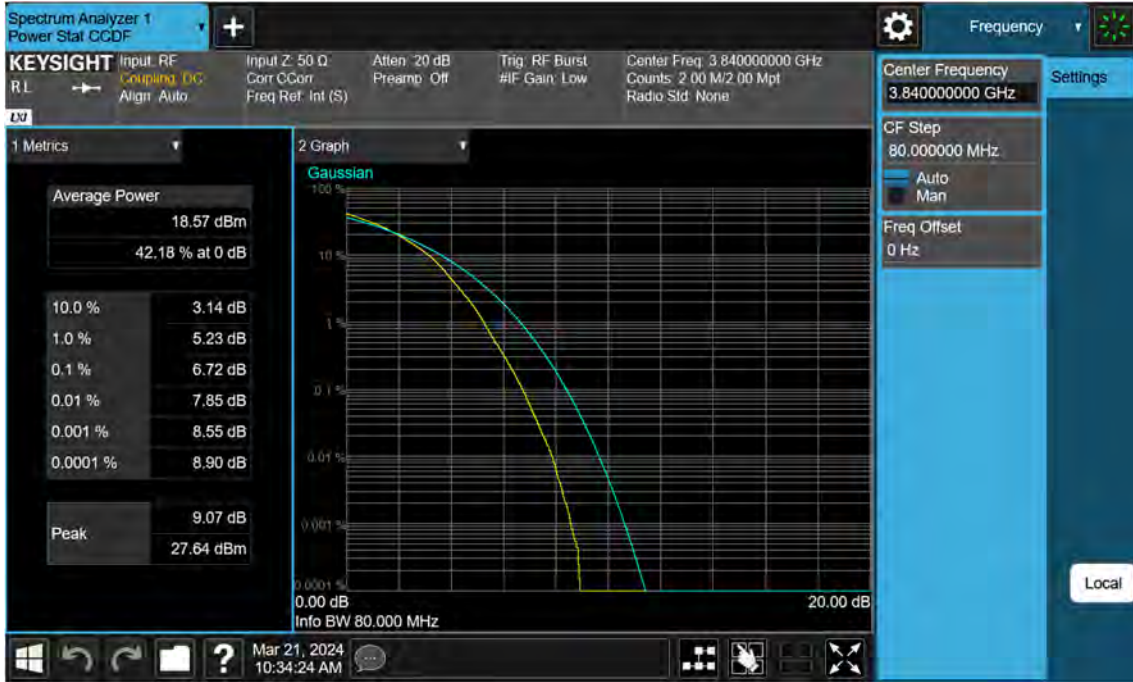 Spectrum Analyzer 1
Power Stat CCDF
Frequency
KEYSIGHT
RL
LXI
Input: RF
Coupling: DC
Align: Auto
Input Z: 50 Ω
Corr CCorr
Freq Ref: Int (S)
Atten: 20 dB
Preamp: Off
Trig: RF Burst
#IF Gain: Low
Center Freq: 3.840000000 GHz
Counts: 2.00 M/2.00 Mpt
Radio Std: None
Center Frequency
3.840000000 GHz
Settings
CF Step
80.000000 MHz
Auto
Man
Freq Offset
0 Hz
1 Metrics
Average Power
18.57 dBm
42.18 % at 0 dB
10.0 % 3.14 dB
1.0 % 5.23 dB
0.1 % 6.72 dB
0.01 % 7.85 dB
0.001 % 8.55 dB
0.0001 % 8.90 dB
Peak
9.07 dB
27.64 dBm
2 Graph
Gaussian
100 %
10 %
1 %
0.1 %
0.01 %
0.001 %
0.0001 %
0.00 dB 20.00 dB
Info BW 80.000 MHz
Local
Mar 21, 2024
10:34:24 AM